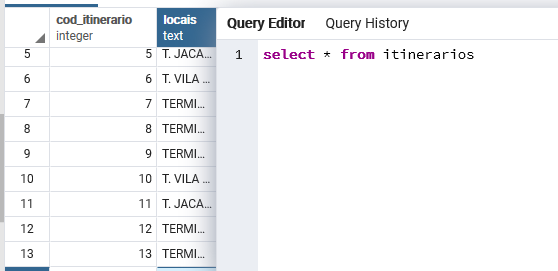 cod_itinerario
integer
locais
text
5 5 T. JACA...
6 6 T. VILA ...
7 7 TERMI...
8 8 TERMI...
9 9 TERMI...
10 10 T. VILA ...
11 11 T. JACA...
12 12 TERMI...
13 13 TERMI...
Query Editor Query History
1 select * from itinerarios